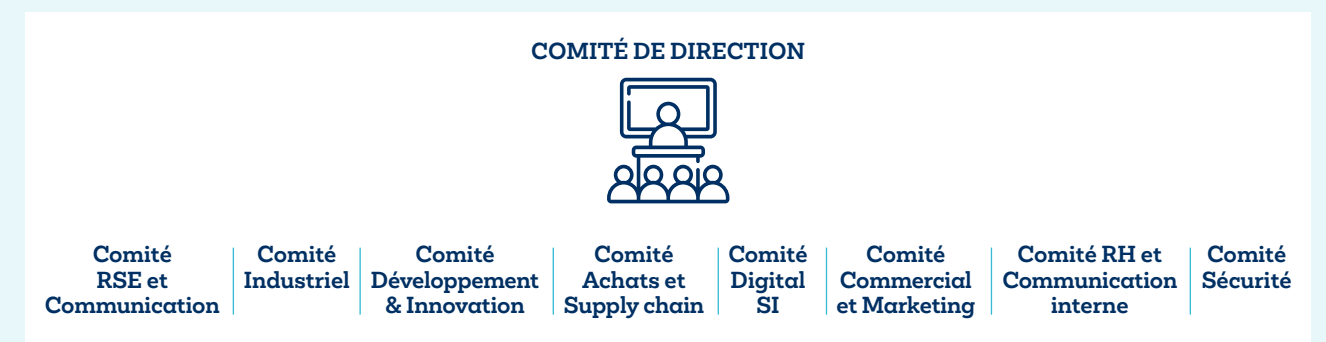 COMITÉ DE DIRECTION
Comité
RSE et
Communication
Comité
Industriel
Comité
Développement
& Innovation
Comité
Achats et
Supply chain
Comité
Digital
SI
Comité
Commercial
et Marketing
Comité RH et
Communication
interne
Comité
Sécurité